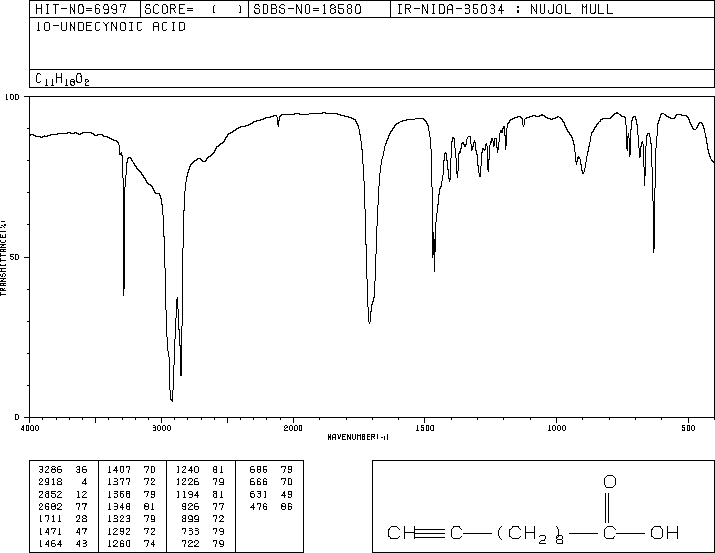 HIT-NO=6997 SCORE= ( ) SDBS-NO=18580 IR-NIDA-35034 : NUJOL MULL
10-UNDECYNOIC ACID
C11H18O2
100
50
0
TRANSMITTANCE(%)
4000 3000 2000 1500 1000 500
WAVENUMBER(-1)
3286 36 1407 70 1240 81 686 79
2918 4 1377 72 1226 79 666 70
2852 12 1368 79 1194 81 631 49
2682 77 1348 81 926 77 476 86
1711 28 1323 79 899 72
1471 47 1292 72 733 79
1464 43 1260 74 722 79
O
CH≡C—(CH2)8—C—OH